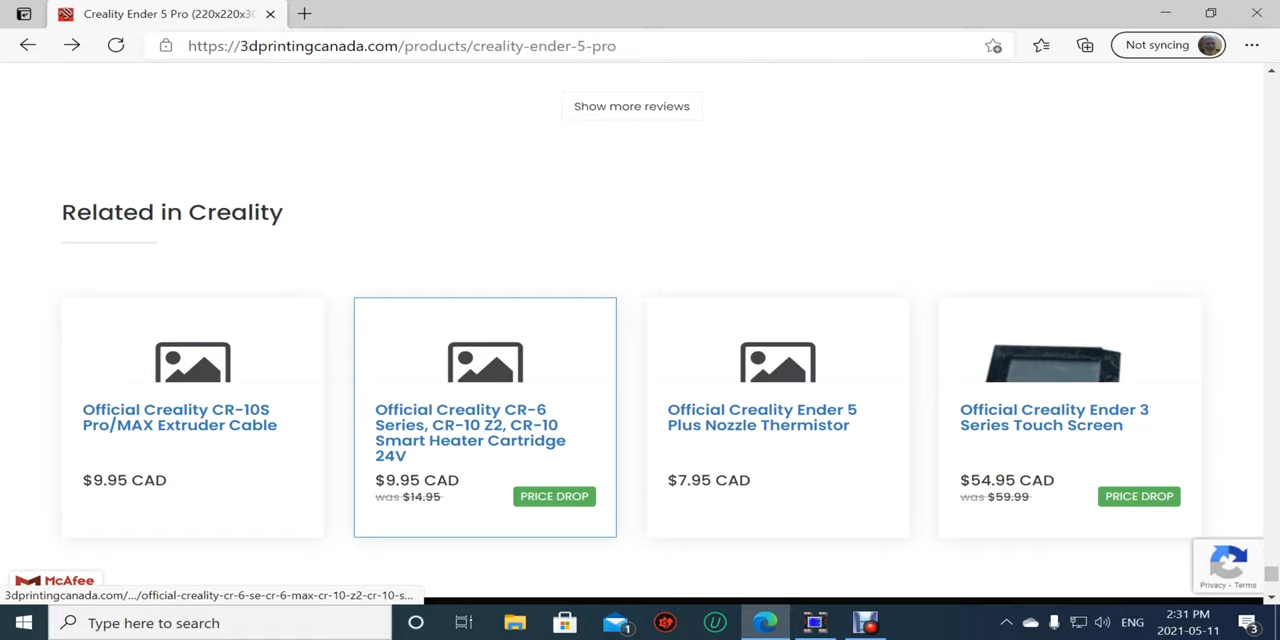 Creality Ender 5 Pro (220x220x30
https://3dprintingcanada.com/products/creality-ender-5-pro
Not syncing
Show more reviews
Related in Creality
Official Creality CR-10S
Pro/MAX Extruder Cable
$9.95 CAD
Official Creality CR-6
Series, CR-10 Z2, CR-10
Smart Heater Cartridge
24V
$9.95 CAD
was $14.95
PRICE DROP
Official Creality Ender 5
Plus Nozzle Thermistor
$7.95 CAD
Official Creality Ender 3
Series Touch Screen
$54.95 CAD
was $59.99
PRICE DROP
Privacy - Terms
McAfee
3dprintingcanada.com/.../official-creality-cr-6-se-cr-6-max-cr-10-z2-cr-10-s...
Type here to search
1
U
ENG
2:31 PM
2021-05-11
3